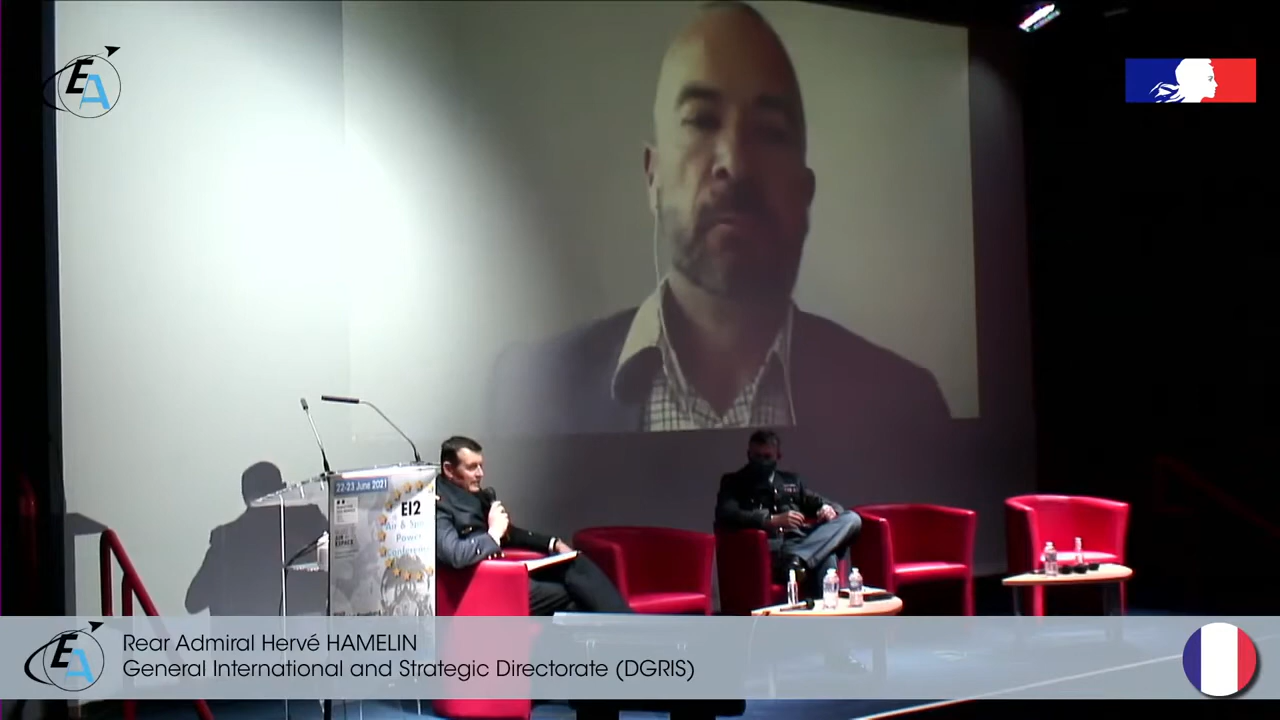 EA
22-23 June 2021
EI2
Air & Space
Power
Conference
EA
Rear Admiral Hervé HAMELIN
General International and Strategic Directorate (DGRIS)